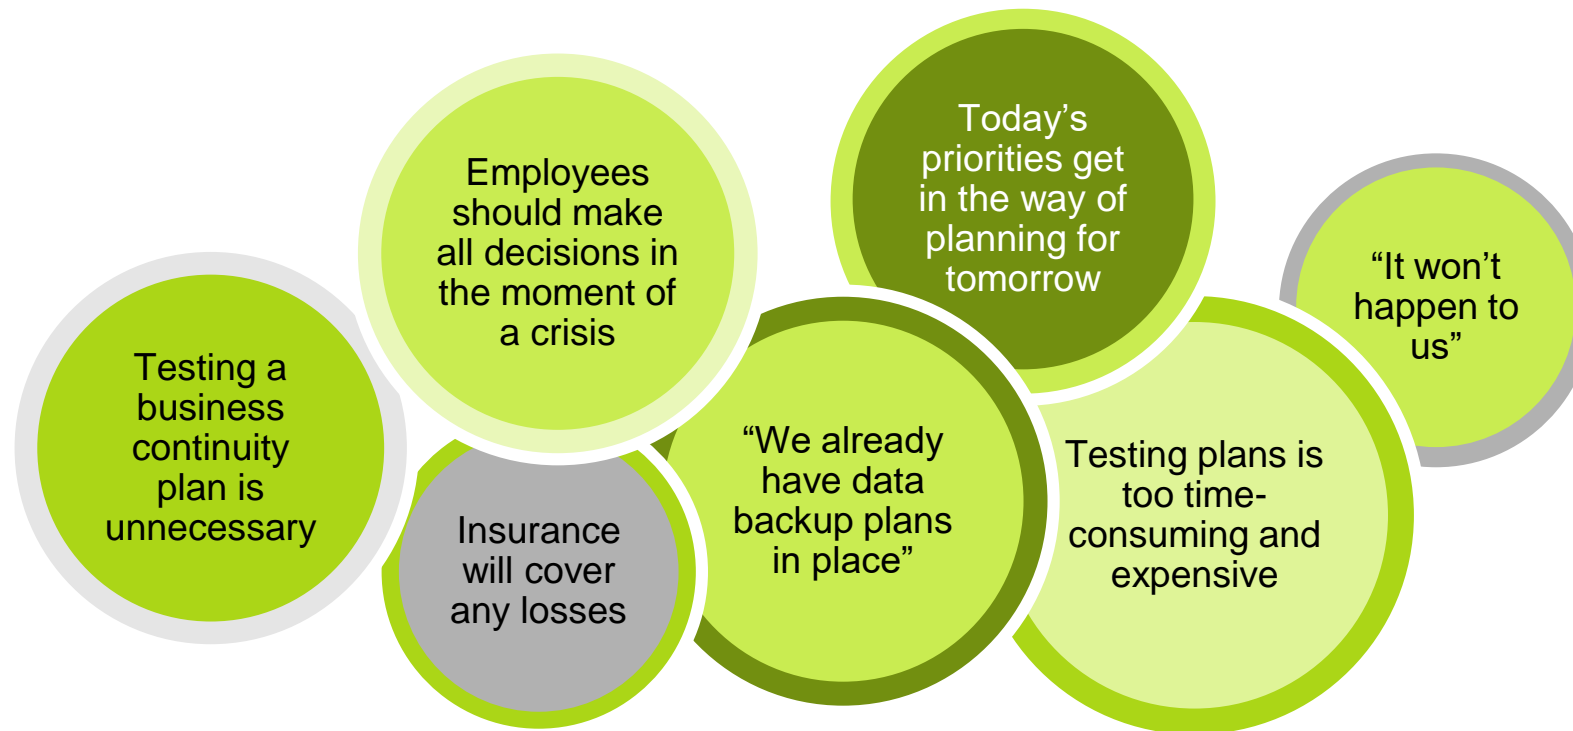 Testing a
business
continuity
plan is
unnecessary
Employees
should make
all decisions in
the moment of
a crisis
Insurance
will cover
any losses
“We already
have data
backup plans
in place”
Today’s
priorities get
in the way of
planning for
tomorrow
Testing plans is
too time-
consuming and
expensive
“It won’t
happen to
us”